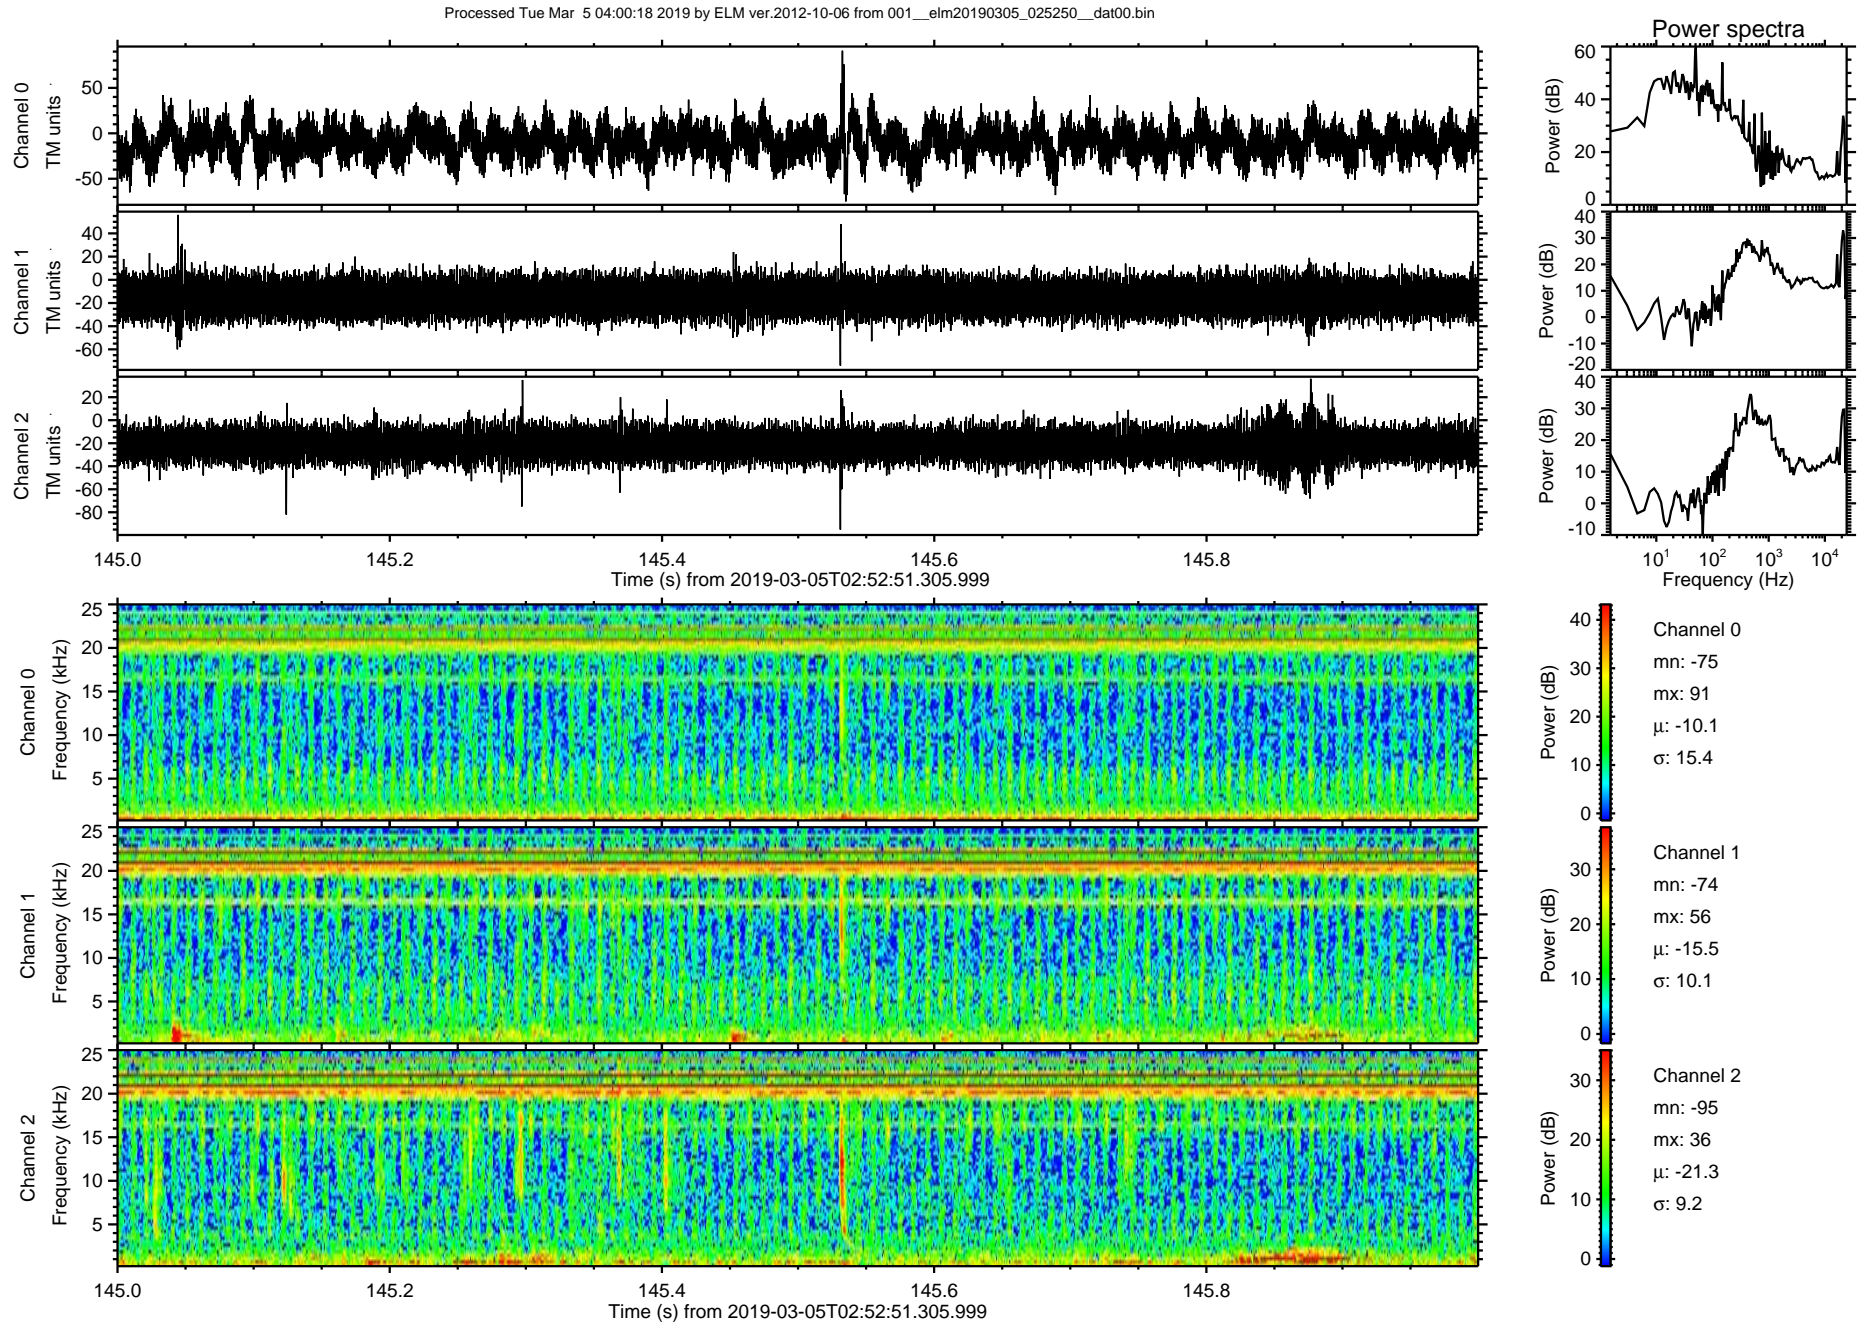 Processed Tue Mar  5 04:00:18 2019 by ELM ver.2012-10-06 from 001__elm20190305_025250__dat00.bin
Power spectra
Channel 0
TM units
50
0
-50
Power (dB)
60
40
20
0
Channel 1
TM units
40
20
0
-20
-40
-60
Power (dB)
40
30
20
10
0
-10
-20
Channel 2
TM units
20
0
-20
-40
-60
-80
Power (dB)
40
30
20
10
0
-10
145.0 145.2 145.4 145.6 145.8
Time (s) from 2019-03-05T02:52:51.305.999
10^1 10^2 10^3 10^4
Frequency (Hz)
Channel 0
Frequency (kHz)
25
20
15
10
5
Power (dB)
40
30
20
10
0
Channel 0
mn: -75
mx: 91
μ: -10.1
σ: 15.4
Channel 1
Frequency (kHz)
25
20
15
10
5
Power (dB)
30
20
10
0
Channel 1
mn: -74
mx: 56
μ: -15.5
σ: 10.1
Channel 2
Frequency (kHz)
25
20
15
10
5
Power (dB)
30
20
10
0
Channel 2
mn: -95
mx: 36
μ: -21.3
σ: 9.2
145.0 145.2 145.4 145.6 145.8
Time (s) from 2019-03-05T02:52:51.305.999